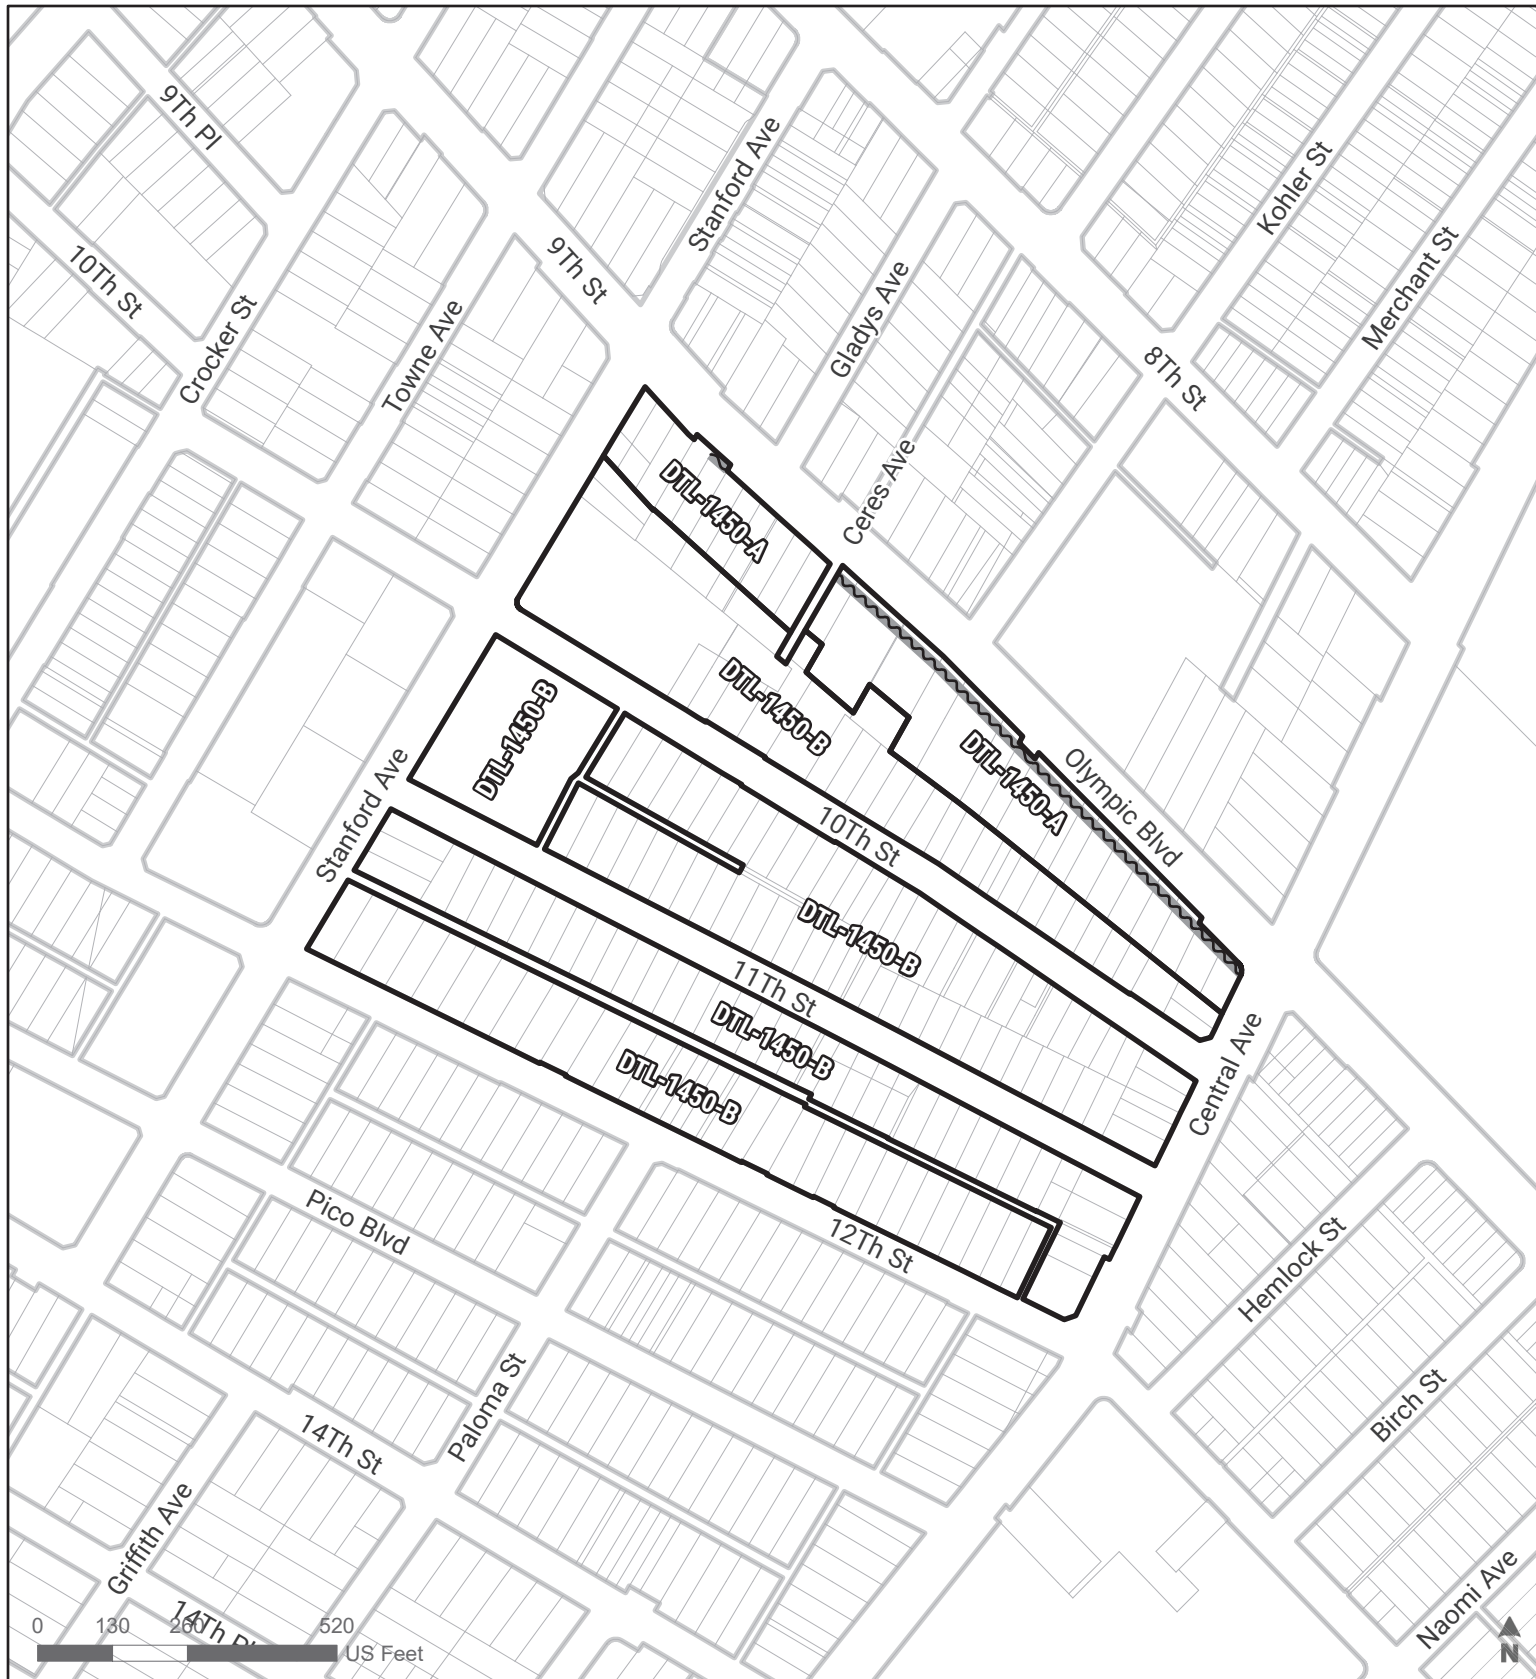 9Th Pl
Stanford Ave
Kohler St
10Th St
9Th St
Merchant St
Gladys Ave
Crocker St
Towne Ave
8Th St
Ceres Ave
DTL-1450-A
DTL-1450-B
DTL-1450-B
DTL-1450-A
Olympic Blvd
Stanford Ave
10Th St
DTL-1450-B
11Th St
DTL-1450-B
DTL-1450-B
Central Ave
Pico Blvd
12Th St
Hemlock St
Paloma St
Birch St
14Th St
Griffith Ave
Naomi Ave
14Th Pl
0 130 260 520
US Feet
N